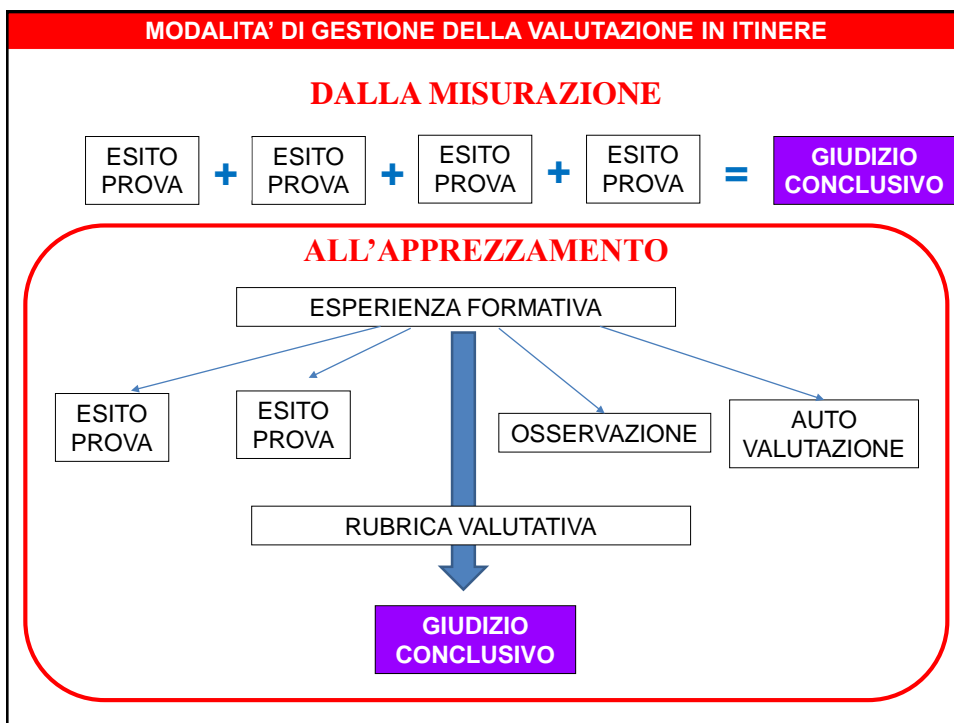 MODALITA’ DI GESTIONE DELLA VALUTAZIONE IN ITINERE
DALLA MISURAZIONE
ESITO
PROVA
+
ESITO
PROVA
+
ESITO
PROVA
+
ESITO
PROVA
=
GIUDIZIO
CONCLUSIVO
ALL’APPREZZAMENTO
ESPERIENZA FORMATIVA
ESITO
PROVA
ESITO
PROVA
OSSERVAZIONE
AUTO
VALUTAZIONE
RUBRICA VALUTATIVA
GIUDIZIO
CONCLUSIVO